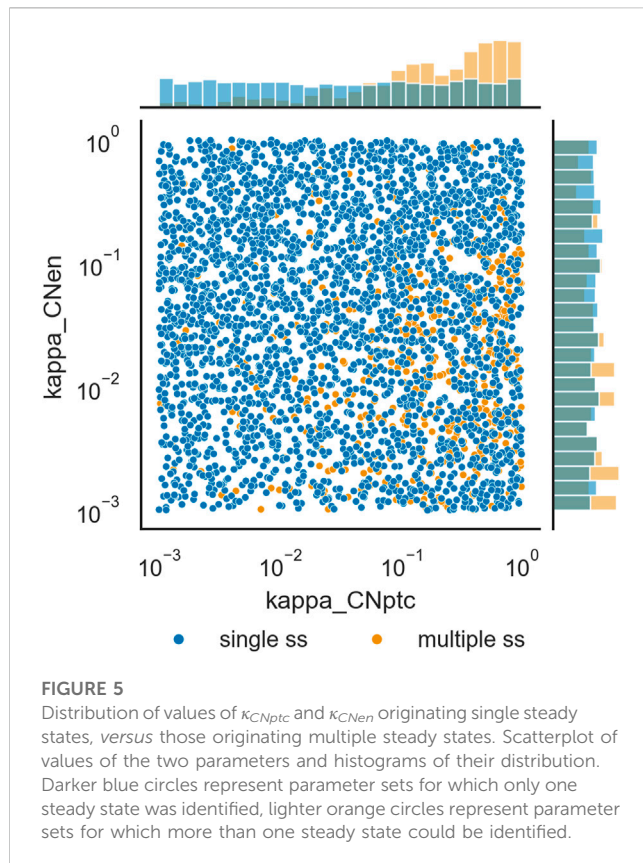 kappa_CNen
10⁰
10⁻¹
10⁻²
10⁻³
10⁻³ 10⁻² 10⁻¹ 10⁰
kappa_CNptc
single ss multiple ss
FIGURE 5
Distribution of values of κCNptc and κCNen originating single steady
states, versus those originating multiple steady states. Scatterplot of
values of the two parameters and histograms of their distribution.
Darker blue circles represent parameter sets for which only one
steady state was identified, lighter orange circles represent parameter
sets for which more than one steady state could be identified.